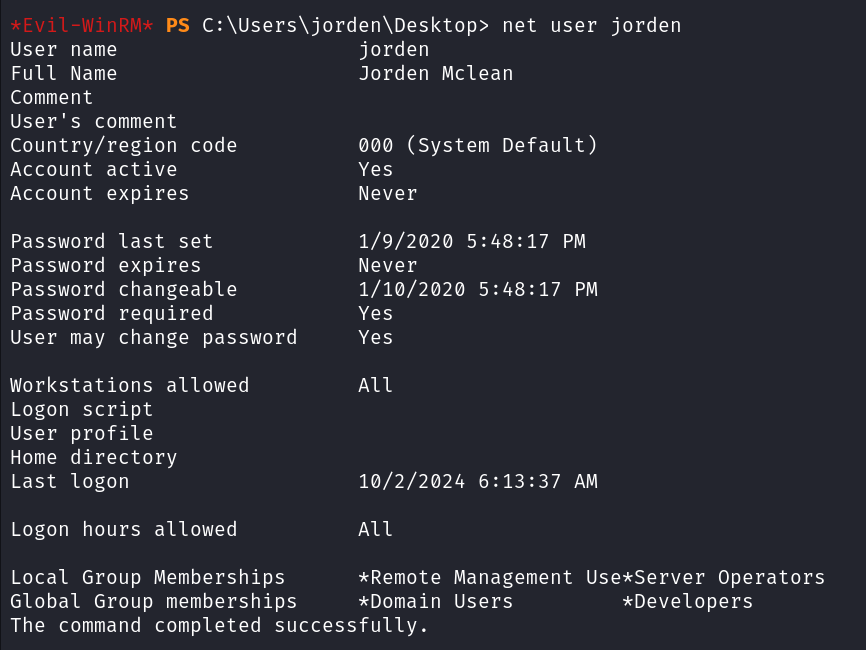 *Evil-WinRM* PS C:\Users\jorden\Desktop> net user jorden
User name                    jorden
Full Name                    Jorden Mclean
Comment
User's comment
Country/region code          000 (System Default)
Account active               Yes
Account expires              Never

Password last set            1/9/2020 5:48:17 PM
Password expires             Never
Password changeable          1/10/2020 5:48:17 PM
Password required            Yes
User may change password     Yes

Workstations allowed         All
Logon script
User profile
Home directory
Last logon                   10/2/2024 6:13:37 AM

Logon hours allowed          All

Local Group Memberships      *Remote Management Use*Server Operators
Global Group memberships     *Domain Users         *Developers
The command completed successfully.